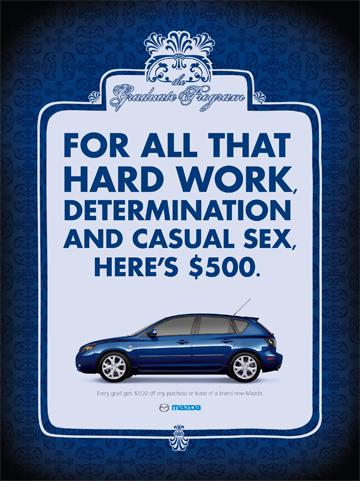 the
Graduate Program
FOR ALL THAT
HARD WORK,
DETERMINATION
AND CASUAL SEX,
HERE'S $500.
Every grad gets $500 off any purchase or lease of a brand new Mazda.
mazda